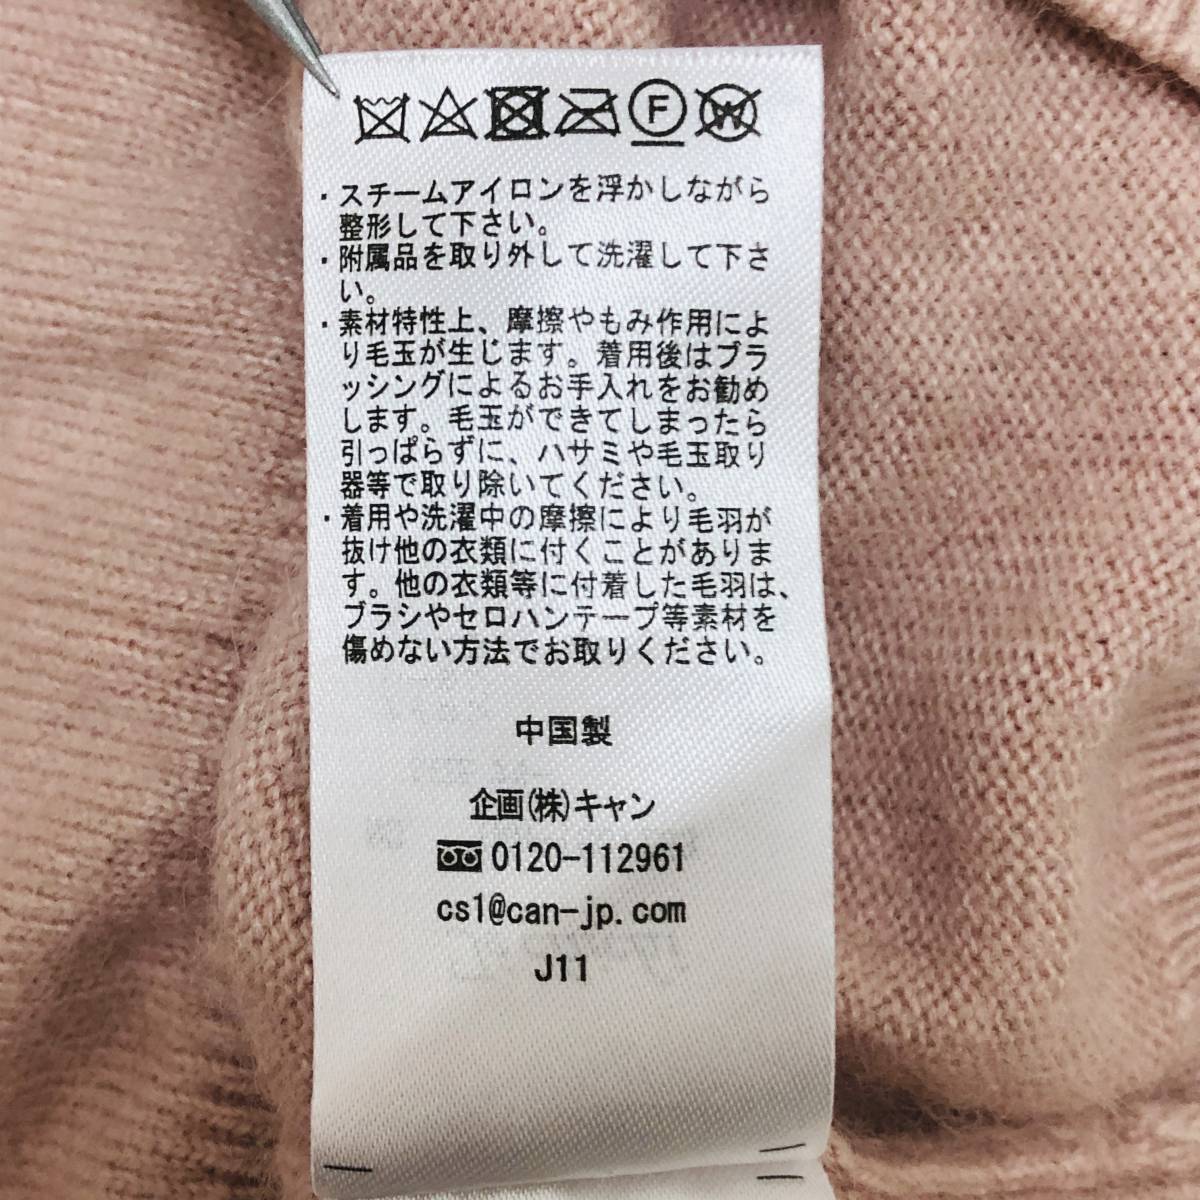 F W
・スチームアイロンを浮かしながら
整形して下さい。
・附属品を取り外して洗濯して下さ
い。
・素材特性上、摩擦やもみ作用によ
り毛玉が生じます。着用後はブラ
ッシングによるお手入れをお勧め
します。毛玉ができてしまったら
引っぱらずに、ハサミや毛玉取り
器等で取り除いてください。
・着用や洗濯中の摩擦により毛羽が
抜け他の衣類に付くことがありま
す。他の衣類等に付着した毛羽は、
ブラシやセロハンテープ等素材を
傷めない方法でお取りください。
中国製
企画(株)キャン
0120-112961
cs1@can-jp.com
J11